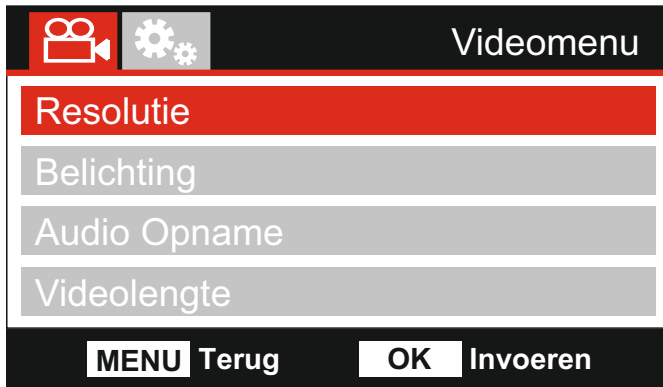 Videomenu
Resolutie
Belichting
Audio Opname
Videolengte
MENU Terug OK Invoeren